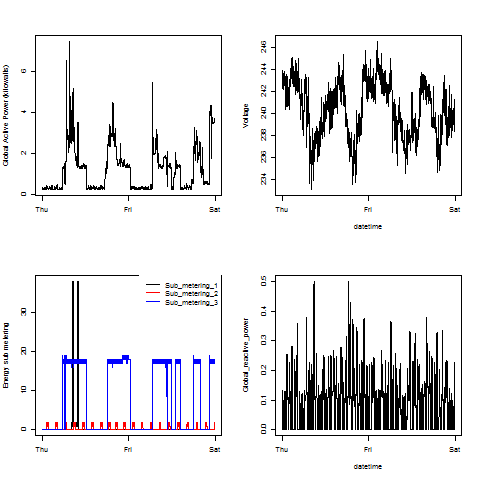 Global Active Power (kilowatts)
0 2 4 6
Thu Fri Sat
Voltage
234 236 238 240 242 244 246
Thu Fri Sat
datetime
Energy sub metering
0 10 20 30
Sub_metering_1
Sub_metering_2
Sub_metering_3
Thu Fri Sat
Global_reactive_power
0.0 0.1 0.2 0.3 0.4 0.5
Thu Fri Sat
datetime